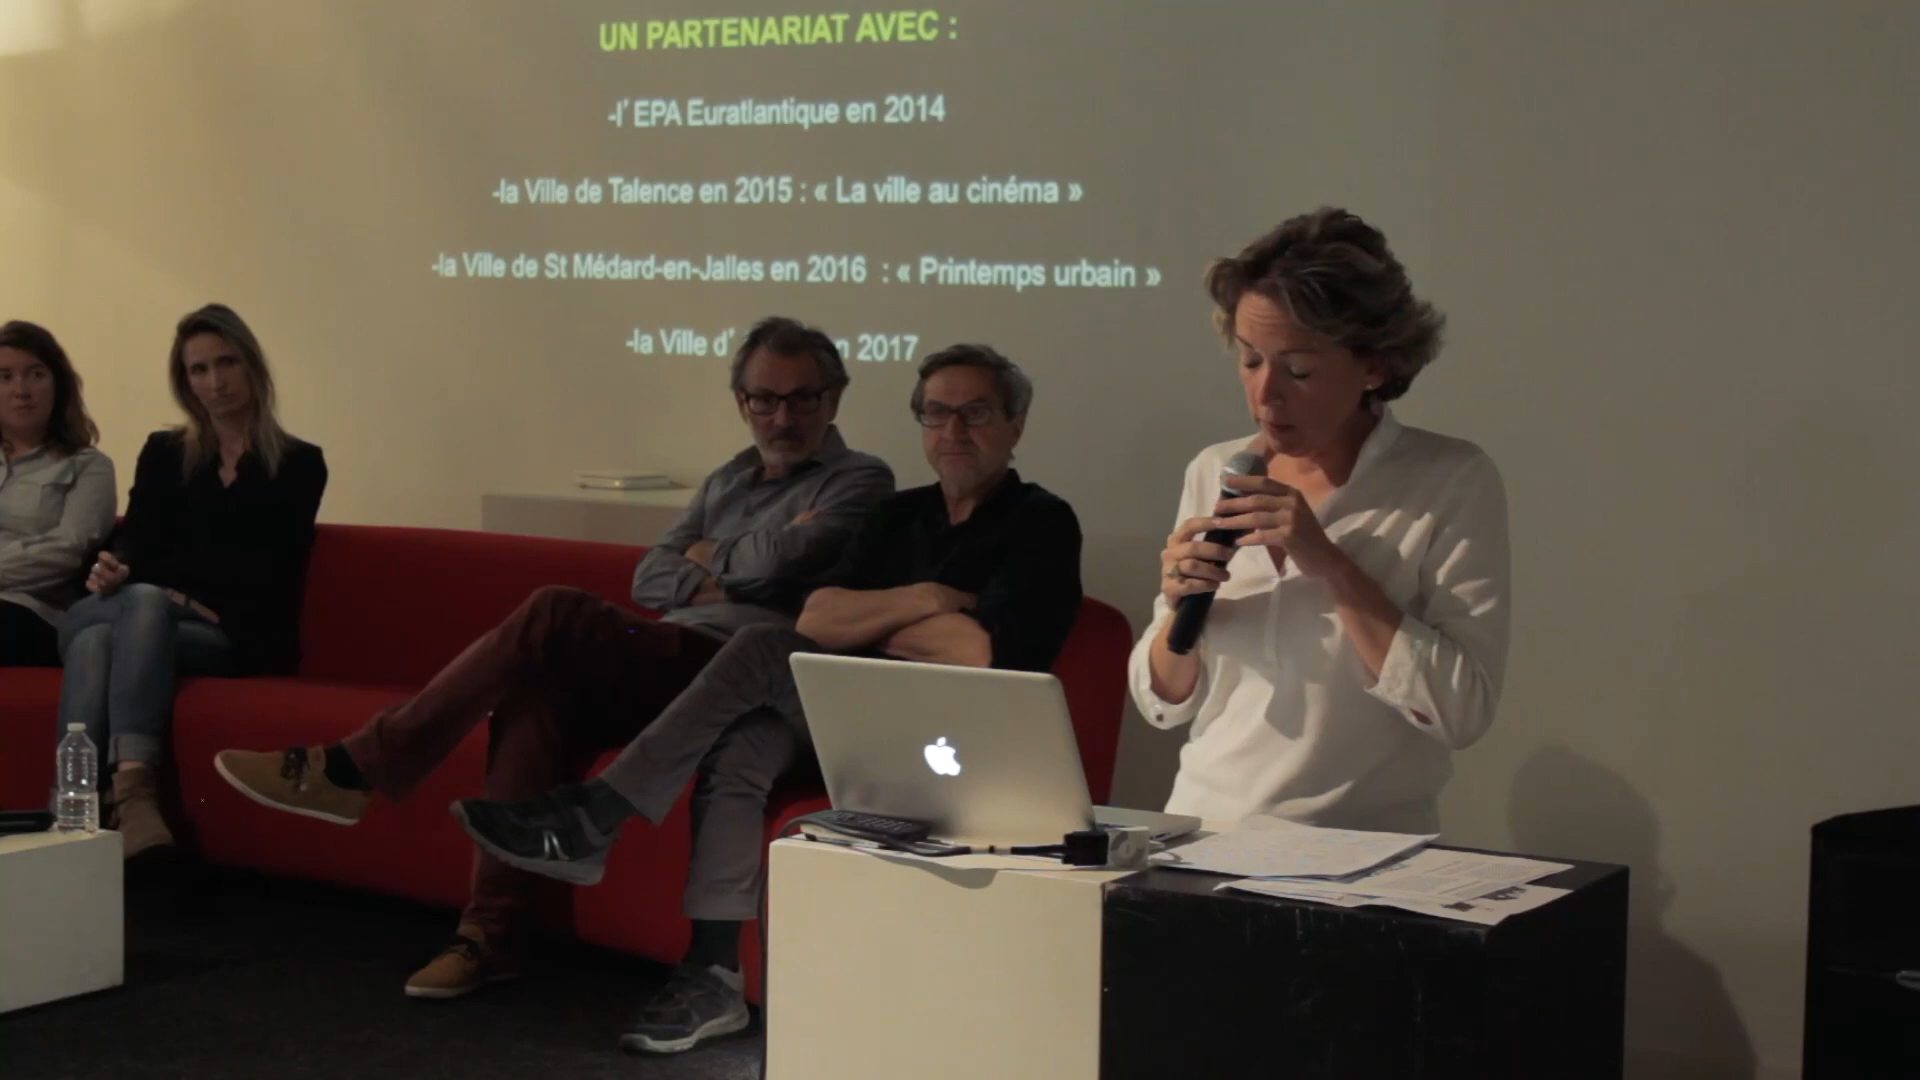 UN PARTENARIAT AVEC :
-l’ EPA Euratlantique en 2014
-la Ville de Talence en 2015 : « La ville au cinéma »
-la Ville de St Médard-en-Jalles en 2016 : « Printemps urbain »
-la Ville d’ 2017